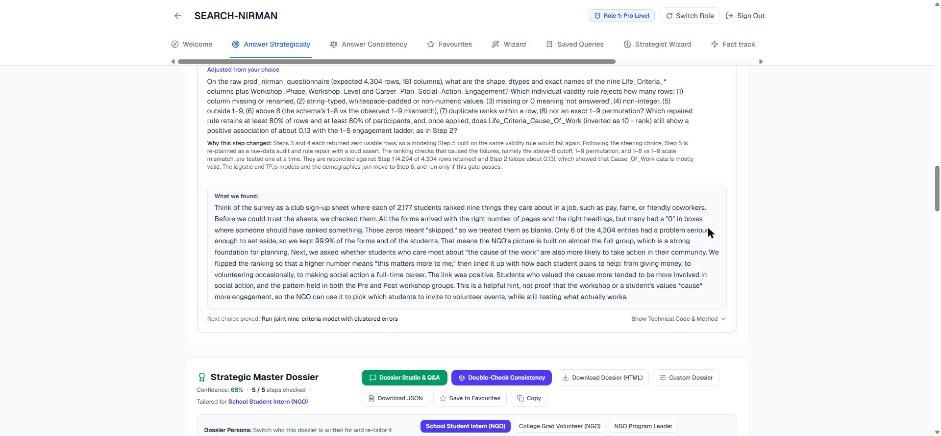 SEARCH-NIRMAN
Role 1: Pro Level
Switch Role
Sign Out
Welcome
Answer Strategically
Answer Consistency
Favourites
Wizard
Saved Queries
Strategist Wizard
Fast track
Adjusted from your choice
On the raw prod_nirman_questionnaire (expected 4,304 rows, 181 columns), what are the shape, dtypes and exact names of the nine Life_Criteria_*
columns plus Workshop_Phase, Workshop_Level and Career_Plan_Social_Action_Engagement? Which individual validity rule rejects how many rows: (1)
column missing or renamed, (2) string-typed, whitespace-padded or non-numeric values, (3) missing or 0 meaning 'not answered', (4) non-integer, (5)
outside 1–9, (6) above 8 (the schema's 1–8 vs the observed 1–9 mismatch), (7) duplicate ranks within a row, (8) not an exact 1–9 permutation? Which repaired
rule retains at least 80% of rows and at least 80% of participants, and, once applied, does Life_Criteria_Cause_Of_Work (inverted as 10 − rank) still show a
positive association of about 0.13 with the 1–5 engagement ladder, as in Step 2?
Why this step changed: Steps 3 and 4 each returned zero usable rows, so a modeling Step 5 built on the same validity rule would fail again. Following the steering choice, Step 5 is
re-planned as a raw-data audit and rule repair with a loud assert. The ranking checks that caused the failures, namely the above-8 cutoff, 1–9 permutation, and 1–8 vs 1–9 scale
mismatch, are tested one at a time. They are reconciled against Step 1 (4,294 of 4,304 rows retained) and Step 2 (slope about 0.13), which showed that Cause_Of_Work data is mostly
valid. The logistic and TF.js models and the demographics join move to Step 6, and run only if this gate passes.
What we found:
Think of the survey as a club sign-up sheet where each of 2,177 students ranked nine things they care about in a job, such as pay, fame, or friendly coworkers.
Before we could trust the sheets, we checked them. All the forms arrived with the right number of pages and the right headings, but many had a "0" in boxes
where someone should have ranked something. Those zeros meant "skipped," so we treated them as blanks. Only 6 of the 4,304 entries had a problem serious
enough to set aside, so we kept 99.9% of the forms and of the students. That means the NGO's picture is built on almost the full group, which is a strong
foundation for planning. Next, we asked whether students who care most about "the cause of the work" are also more likely to take action in their community. We
flipped the ranking so that a higher number means "this matters more to me," then lined it up with how each student plans to help: from giving money, to
volunteering occasionally, to making social action a full-time career. The link was positive. Students who valued the cause more tended to be more involved in
social action, and the pattern held in both the Pre and Post workshop groups. This is a helpful hint, not proof that the workshop or a student's values "cause"
more engagement, so the NGO can use it to pick which students to invite to volunteer events, while still testing what actually works.
Next choice picked: Run joint nine-criteria model with clustered errors
Show Technical Code & Method
Strategic Master Dossier
Confidence: 68% · 5 / 5 steps checked ·
Tailored for School Student Intern (NGO)
Dossier Studio & Q&A
Double-Check Consistency
Download Dossier (HTML)
Custom Dossier
Download JSON
Save to Favourites
Copy
Dossier Persona: Switch who this dossier is written for and re-tailor it
School Student Intern (NGO)
College Grad Volunteer (NGO)
NGO Program Leader